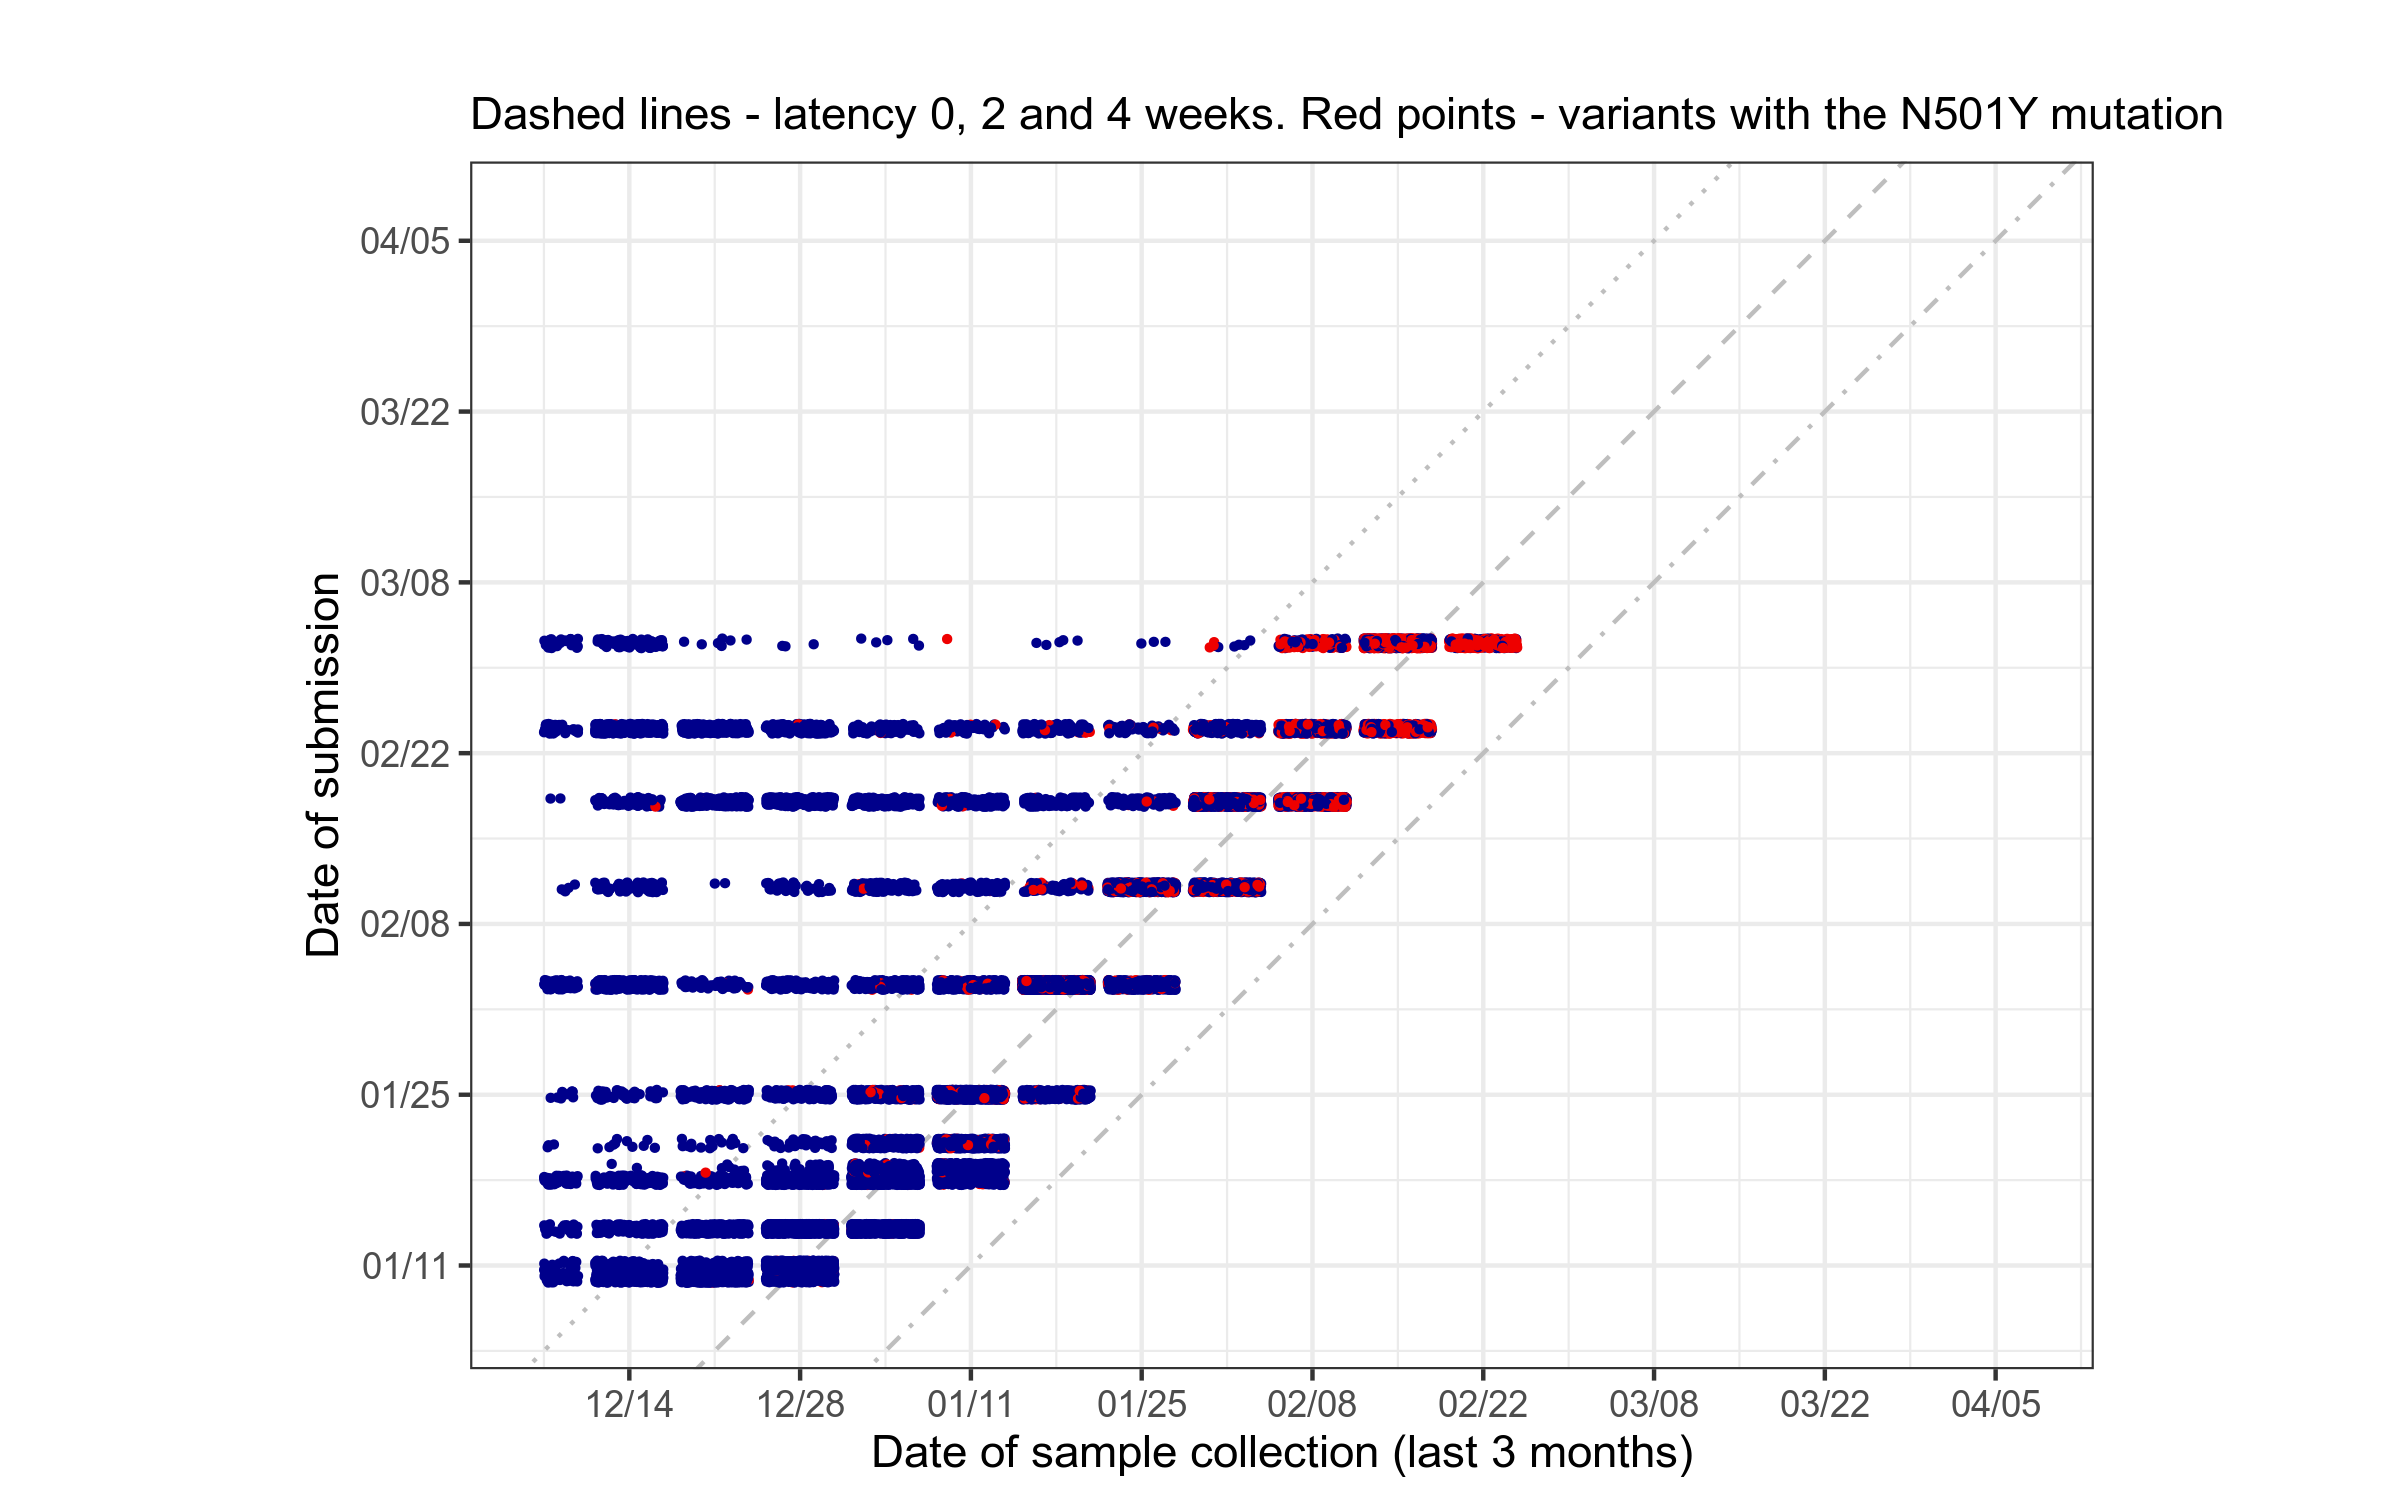 Dashed lines - latency 0, 2 and 4 weeks. Red points - variants with the N501Y mutation
Date of submission
04/05
03/22
03/08
02/22
02/08
01/25
01/11
12/14 12/28 01/11 01/25 02/08 02/22 03/08 03/22 04/05
Date of sample collection (last 3 months)